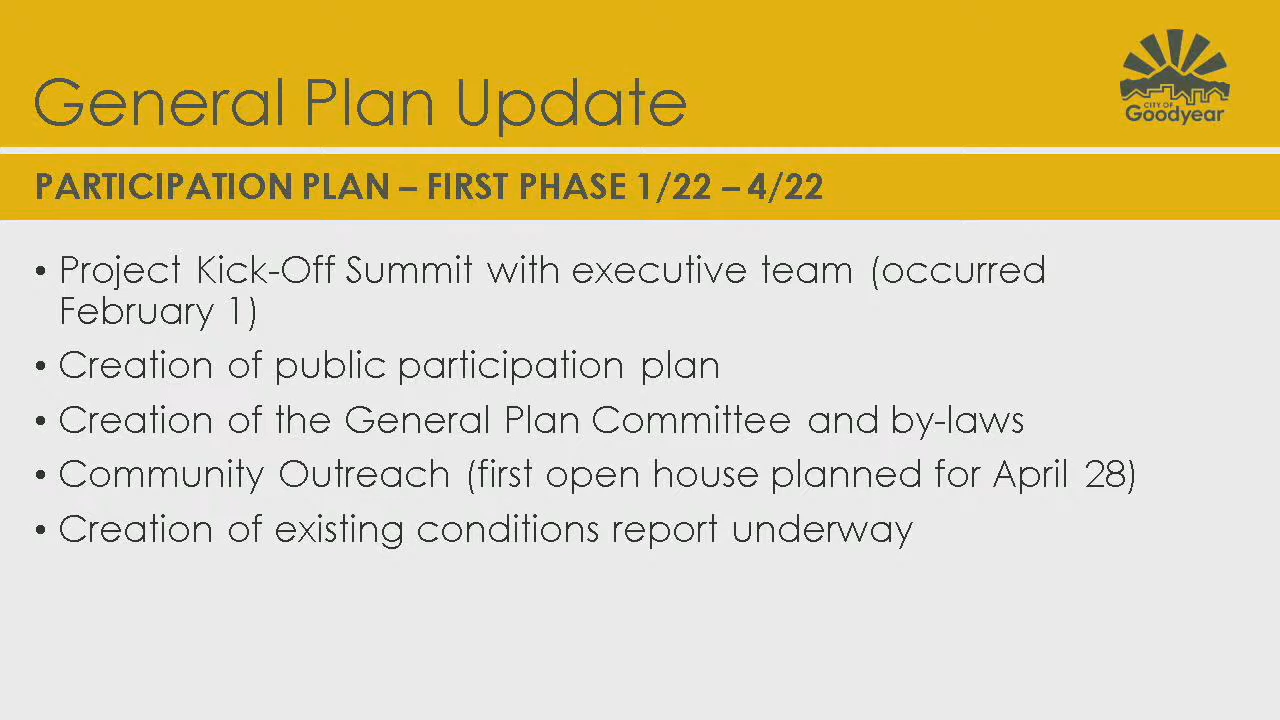 General Plan Update
CITY OF
Goodyear
PARTICIPATION PLAN – FIRST PHASE 1/22 – 4/22
• Project Kick-Off Summit with executive team (occurred
February 1)
• Creation of public participation plan
• Creation of the General Plan Committee and by-laws
• Community Outreach (first open house planned for April 28)
• Creation of existing conditions report underway